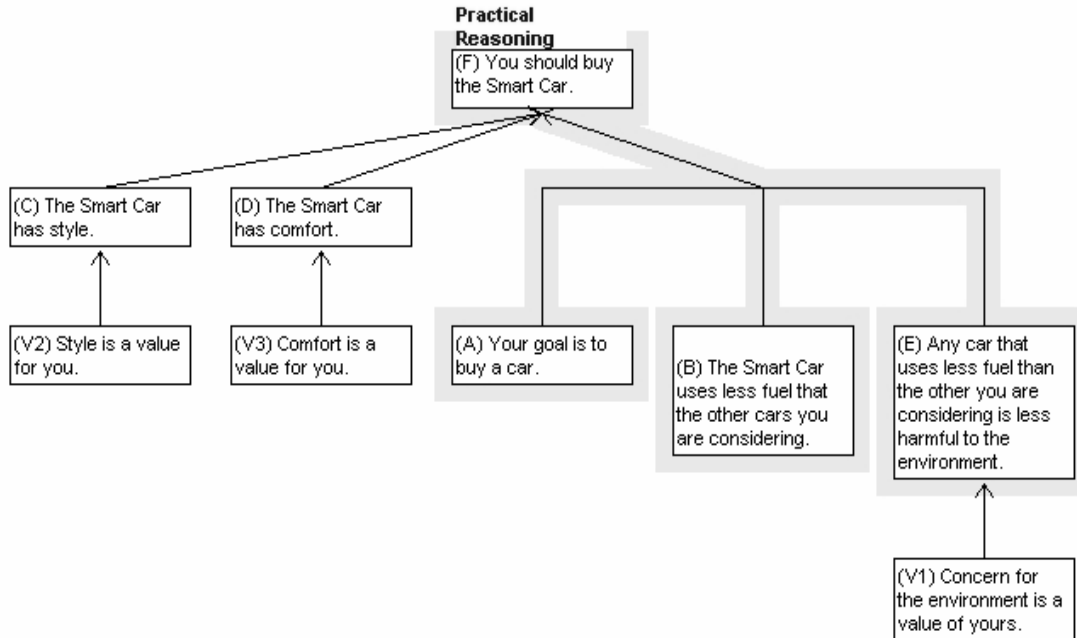 Practical
Reasoning
(F) You should buy
the Smart Car.
(C) The Smart Car
has style.
(D) The Smart Car
has comfort.
(V2) Style is a value
for you.
(V3) Comfort is a
value for you.
(A) Your goal is to
buy a car.
(B) The Smart Car
uses less fuel that
the other cars you
are considering.
(E) Any car that
uses less fuel than
the other you are
considering is less
harmful to the
environment.
(V1) Concern for
the environment is a
value of yours.